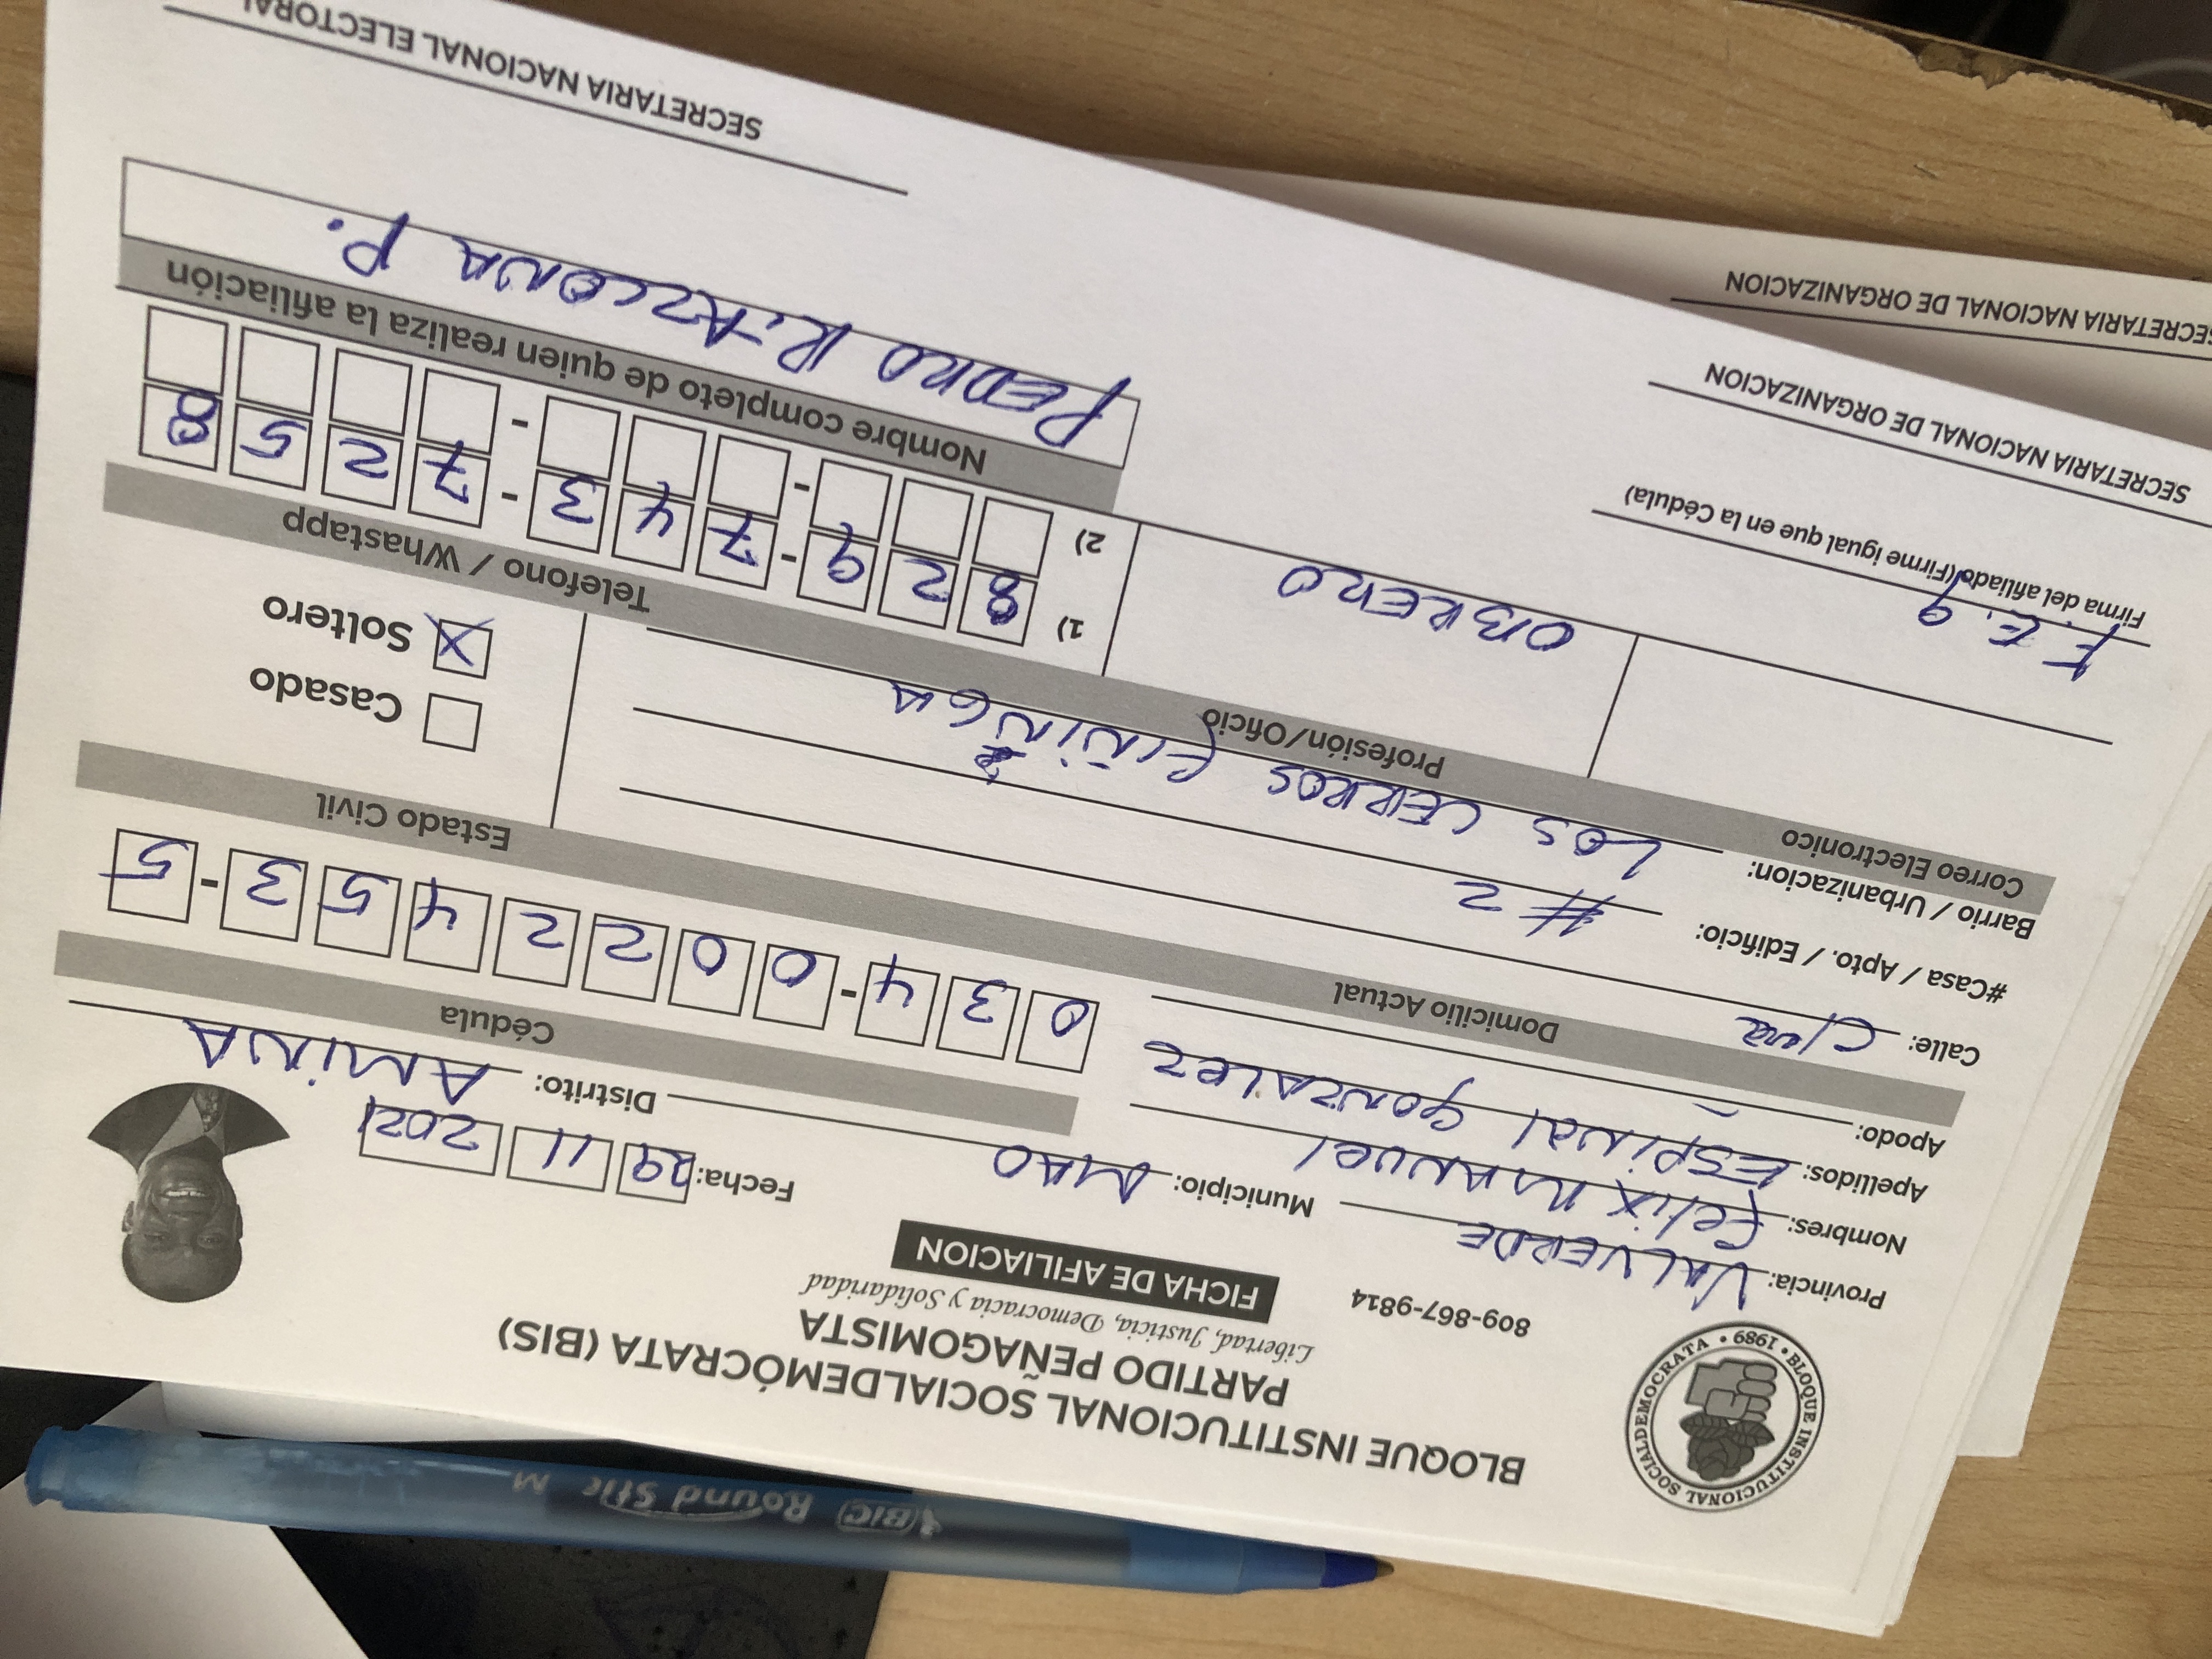 BLOQUE INSTITUCIONAL SOCIALDEMÓCRATA (BIS)
PARTIDO PEÑAGOMISTA
Libertad, Justicia, Democracia y Solidaridad
FICHA DE AFILIACION
BLOQUE INSTITUCIONAL SOCIALDEMOCRATA • 1989 •
809-867-9814
Fecha: 29 11 2021
Provincia: VALVERDE Municipio: MAO Distrito: AMINA
Nombres: Felix MANuel
Apellidos: ESPiNal gONZALEZ
Apodo: ~
Cédula
034-0022453-5
Domicilio Actual
Estado Civil
Calle: C/
#Casa / Apto. / Edificio: # 2
Barrio / Urbanizacion: LOS CERROS
Casado
Soltero X
Correo Electronico
Profesión/Ofició
Telefono / Whastapp
OBRERO
1) 829-743-7258
2)
Nombre completo de quien realiza la afiliación
PEDRO R. AZCONA P.
F. E. g
Firma del afiliado(Firme igual que en la Cédula)
SECRETARIA NACIONAL DE ORGANIZACION
SECRETARIA NACIONAL ELECTORAL
SECRETARIA NACIONAL DE ORGANIZACION
BIC Round Stic M